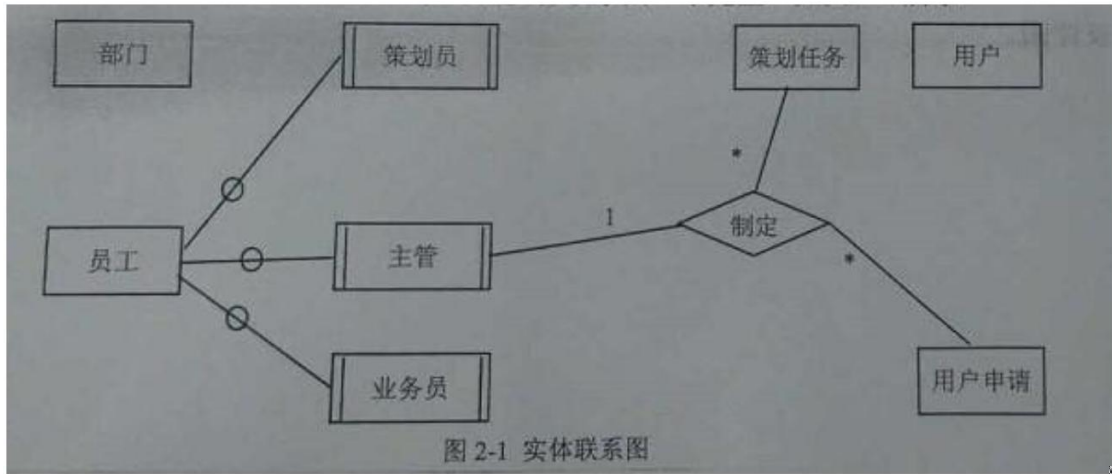 部门
策划员
策划任务
用户
*
1
制定
员工
主管
*
业务员
用户申请
图 2-1 实体联系图